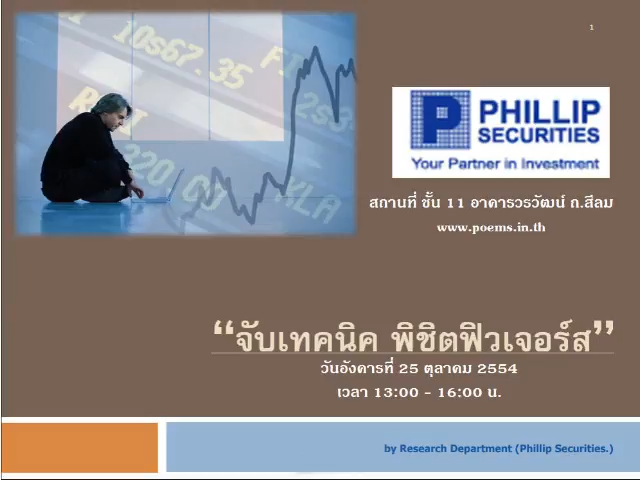 1
10s67.35
FI
KLA
PHILLIP
SECURITIES
Your Partner in Investment
สถานที่ ชั้น 11 อาคารวรวัฒน์ ถ.สีลม
www.poems.in.th
“จับเทคนิค พิชิตฟิวเจอร์ส”
วันอังคารที่ 25 ตุลาคม 2554
เวลา 13:00 - 16:00 น.
by Research Department (Phillip Securities.)